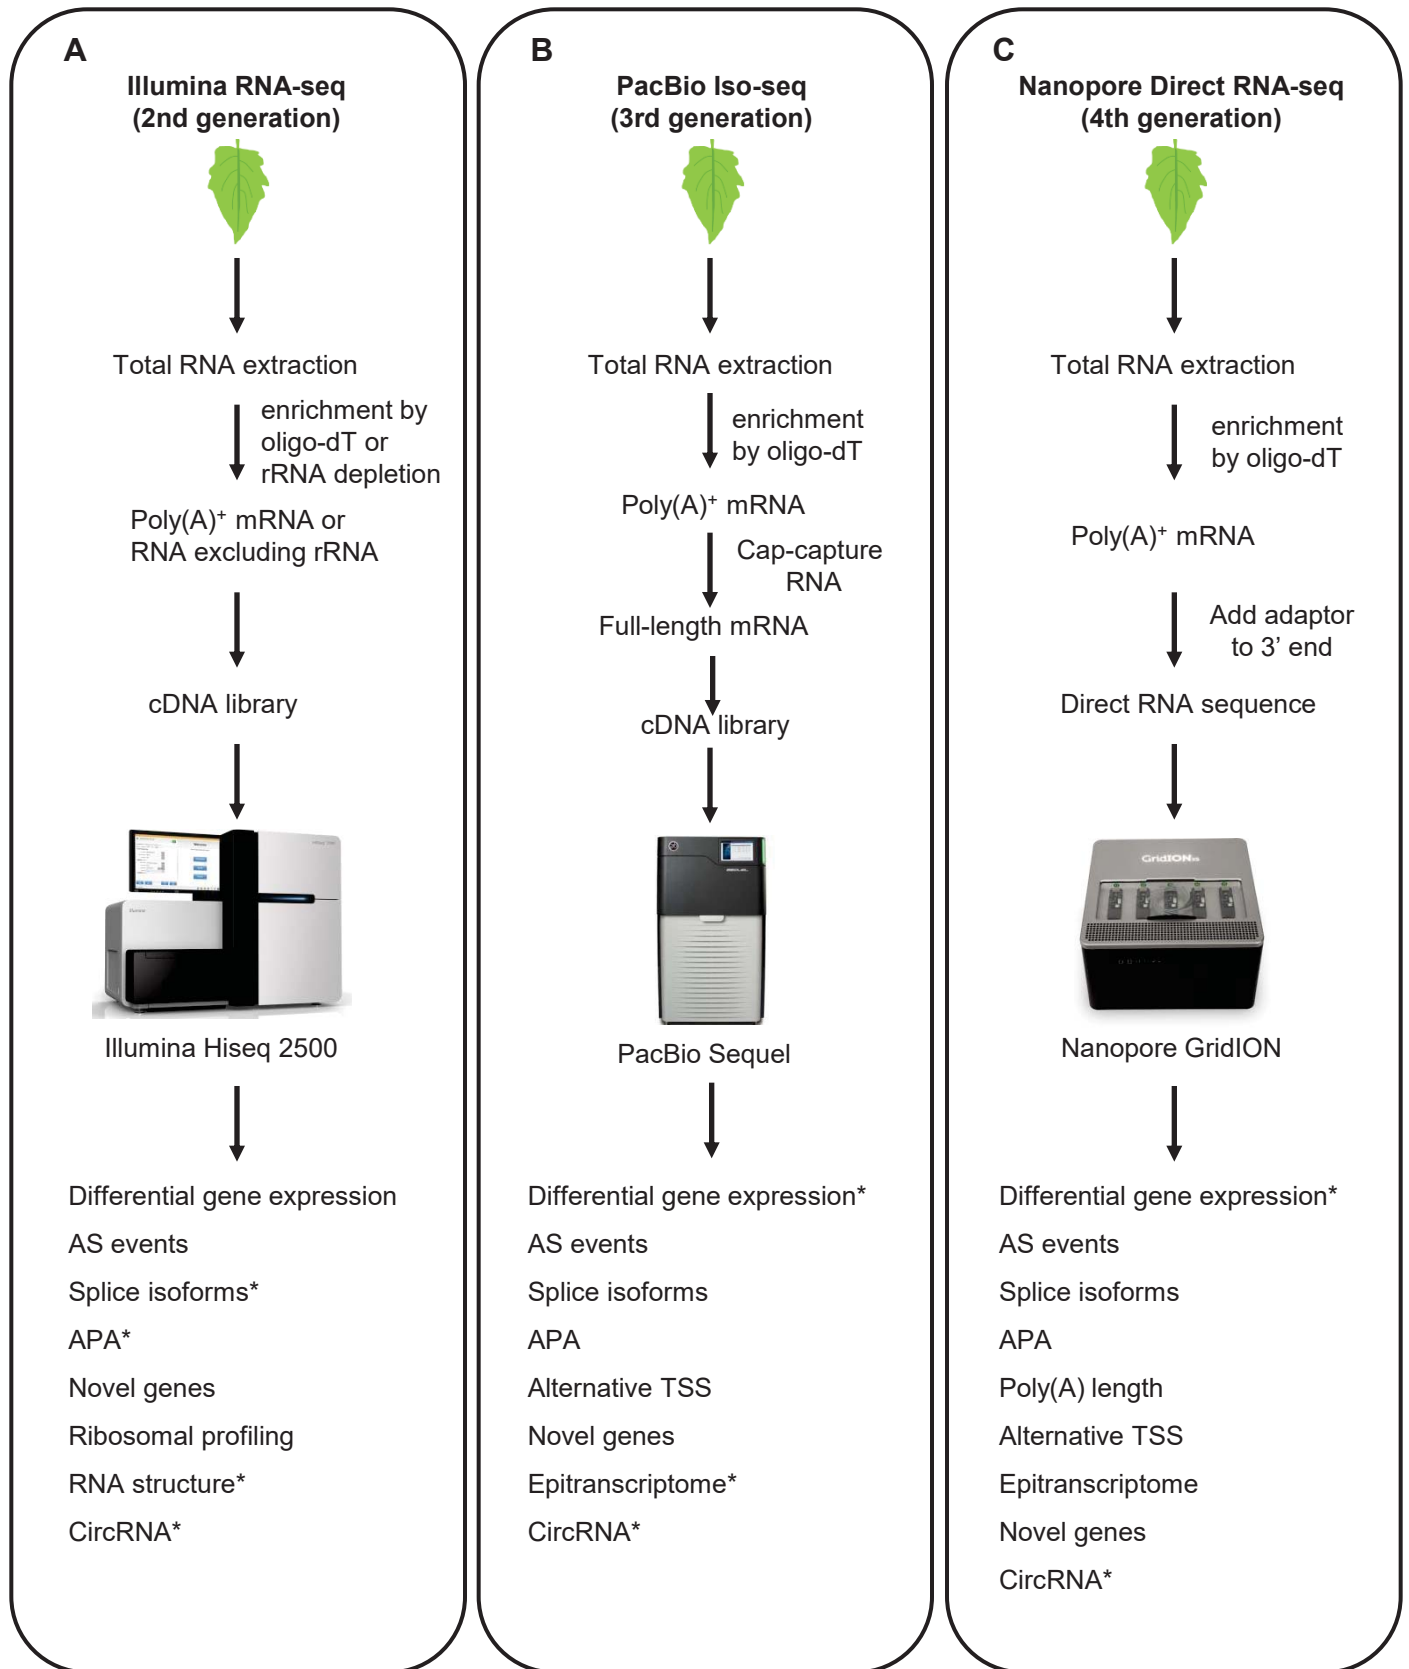 A
Illumina RNA-seq
(2nd generation)
Total RNA extraction
enrichment by
oligo-dT or
rRNA depletion
Poly(A)⁺ mRNA or
RNA excluding rRNA
cDNA library
Illumina Hiseq 2500
Differential gene expression
AS events
Splice isoforms*
APA*
Novel genes
Ribosomal profiling
RNA structure*
CircRNA*
B
PacBio Iso-seq
(3rd generation)
Total RNA extraction
enrichment
by oligo-dT
Poly(A)⁺ mRNA
Cap-capture
RNA
Full-length mRNA
cDNA library
PacBio Sequel
Differential gene expression*
AS events
Splice isoforms
APA
Alternative TSS
Novel genes
Epitranscriptome*
CircRNA*
C
Nanopore Direct RNA-seq
(4th generation)
Total RNA extraction
enrichment
by oligo-dT
Poly(A)⁺ mRNA
Add adaptor
to 3’ end
Direct RNA sequence
GridION
Nanopore GridION
Differential gene expression*
AS events
Splice isoforms
APA
Poly(A) length
Alternative TSS
Epitranscriptome
Novel genes
CircRNA*